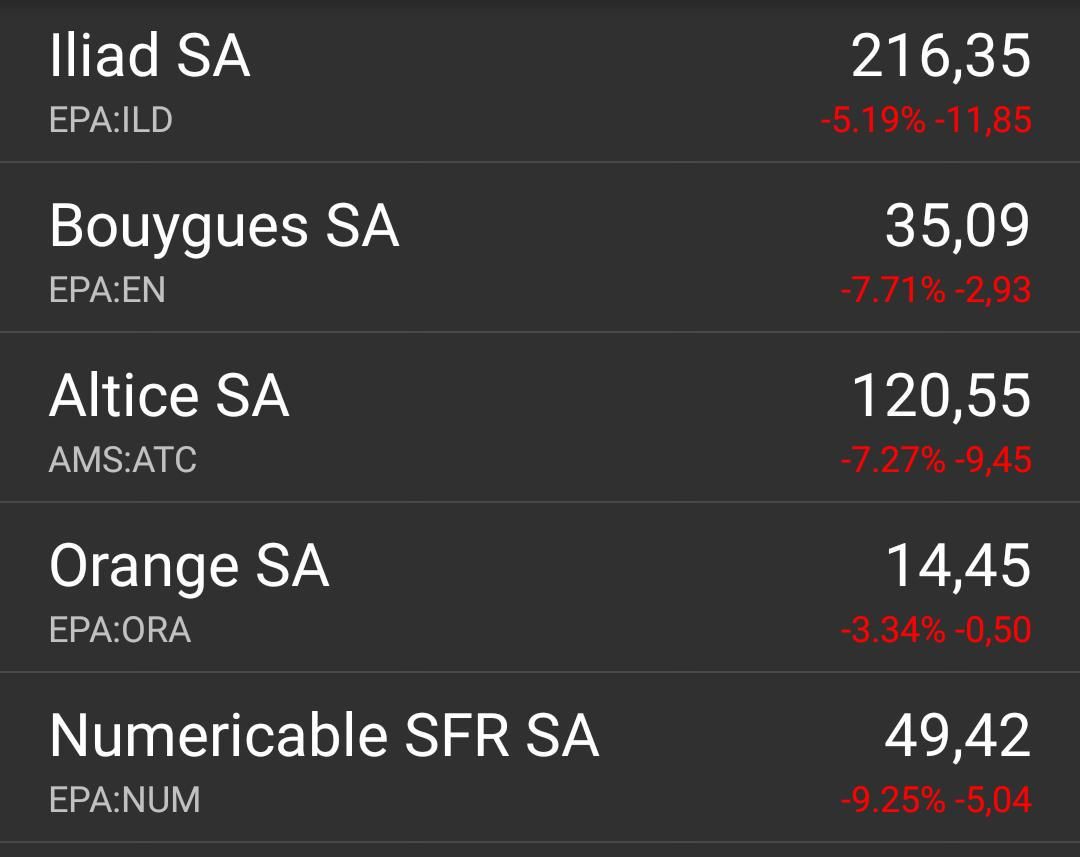 Iliad SA 216,35
EPA:ILD -5.19% -11,85
Bouygues SA 35,09
EPA:EN -7.71% -2,93
Altice SA 120,55
AMS:ATC -7.27% -9,45
Orange SA 14,45
EPA:ORA -3.34% -0,50
Numericable SFR SA 49,42
EPA:NUM -9.25% -5,04